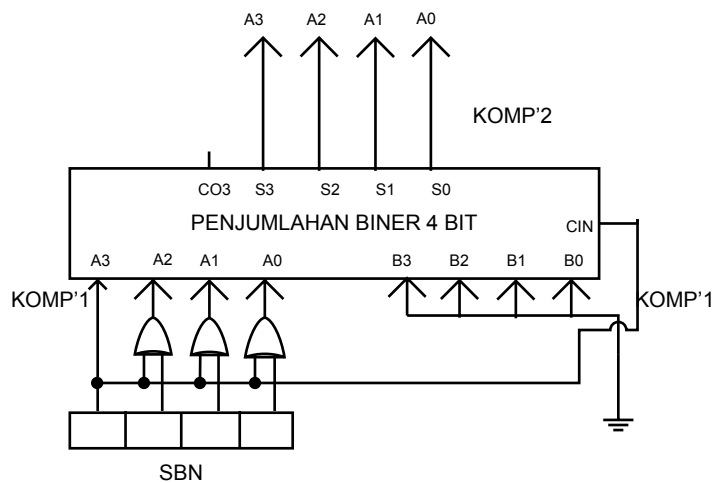 A3 A2 A1 A0
KOMP'2
CO3 S3 S2 S1 S0
PENJUMLAHAN BINER 4 BIT
CIN
A3 A2 A1 A0 B3 B2 B1 B0
KOMP'1 KOMP'1
SBN